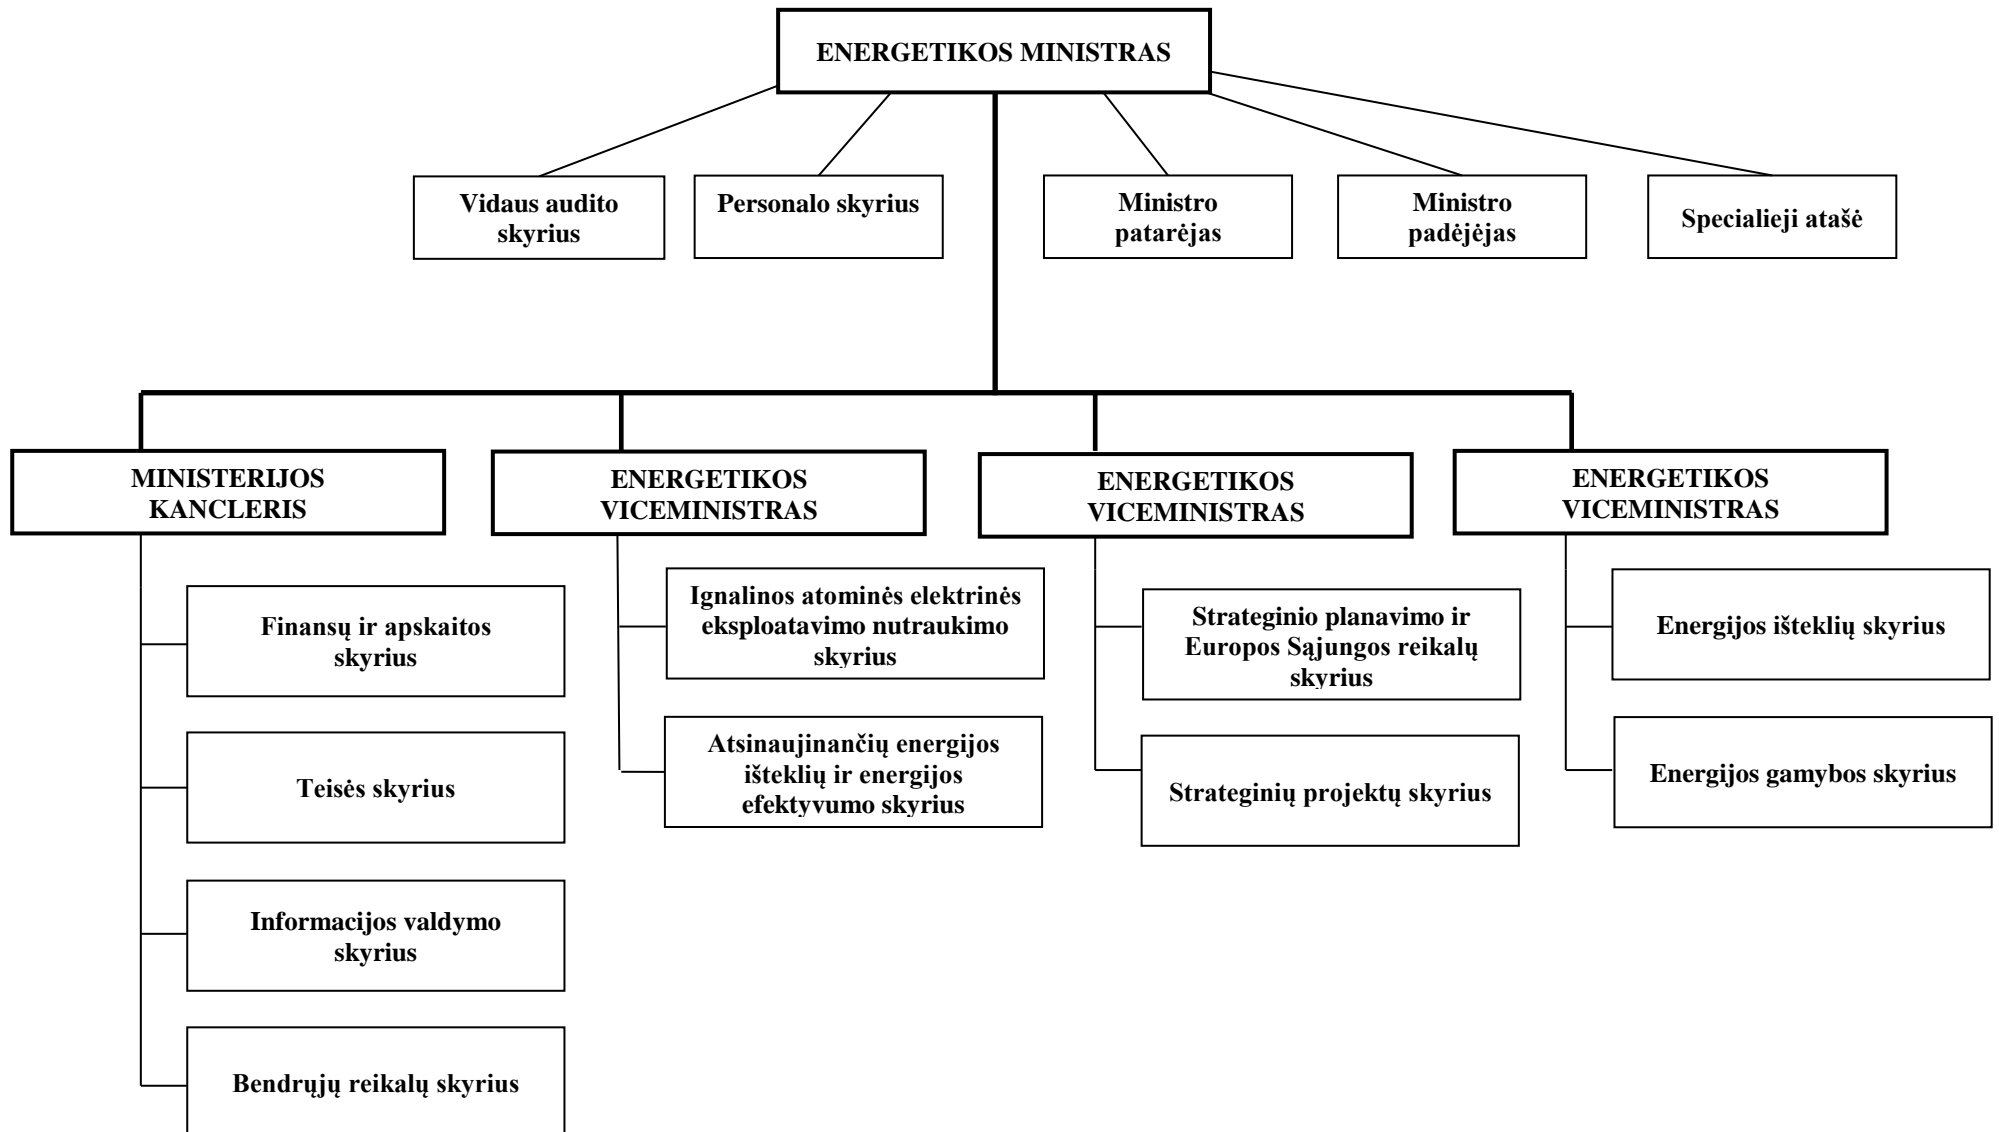 ENERGETIKOS MINISTRAS
Vidaus audito
skyrius
Personalo skyrius
Ministro
patarėjas
Ministro
padėjėjas
Specialieji atašė
MINISTERIJOS
KANCLERIS
ENERGETIKOS
VICEMINISTRAS
ENERGETIKOS
VICEMINISTRAS
ENERGETIKOS
VICEMINISTRAS
Finansų ir apskaitos
skyrius
Teisės skyrius
Informacijos valdymo
skyrius
Bendrųjų reikalų skyrius
Ignalinos atominės elektrinės
eksploatavimo nutraukimo
skyrius
Atsinaujinančių energijos
išteklių ir energijos
efektyvumo skyrius
Strateginio planavimo ir
Europos Sąjungos reikalų
skyrius
Strateginių projektų skyrius
Energijos išteklių skyrius
Energijos gamybos skyrius